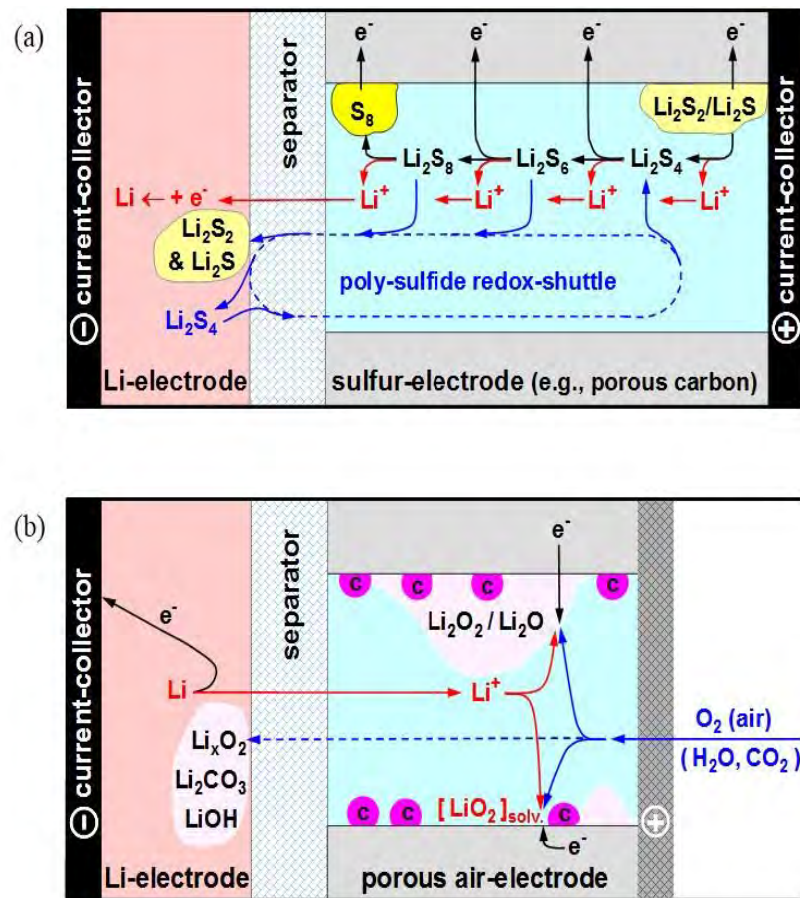 (a)
e⁻ e⁻ e⁻ e⁻
⊖ current-collector
separator
S₈
Li₂S₂/Li₂S
Li₂S₈ Li₂S₆ Li₂S₄
Li ← + e⁻
Li⁺ Li⁺ Li⁺ Li⁺
Li₂S₂
& Li₂S
poly-sulfide redox-shuttle
Li₂S₄
⊕ current-collector
Li-electrode
sulfur-electrode (e.g., porous carbon)
(b)
⊖ current-collector
separator
e⁻
e⁻
C C C C
Li₂O₂ / Li₂O
Li
Li⁺
O₂ (air)
(H₂O, CO₂)
LiₓO₂
Li₂CO₃
LiOH
C C [LiO₂]solv. C
⊕
e⁻
Li-electrode
porous air-electrode